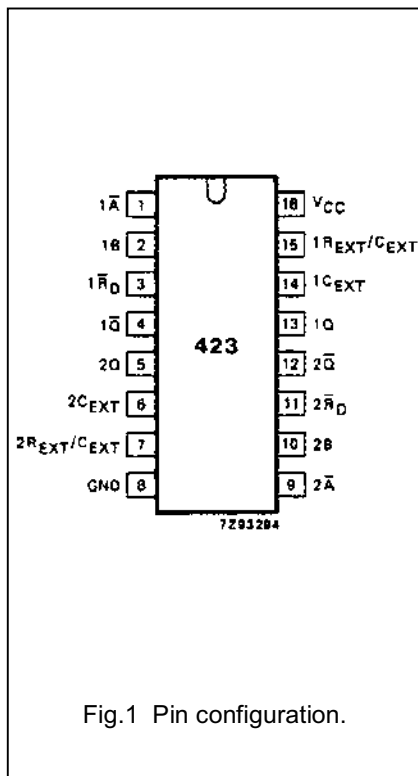 1A̅ 1 16 VCC
1B 2 15 1REXT/CEXT
1R̅D 3 14 1CEXT
1Q̅ 4 13 1Q
423
2Q 5 12 2Q̅
2CEXT 6 11 2R̅D
2REXT/CEXT 7 10 2B
GND 8 9 2A̅
7Z93284
Fig.1 Pin configuration.